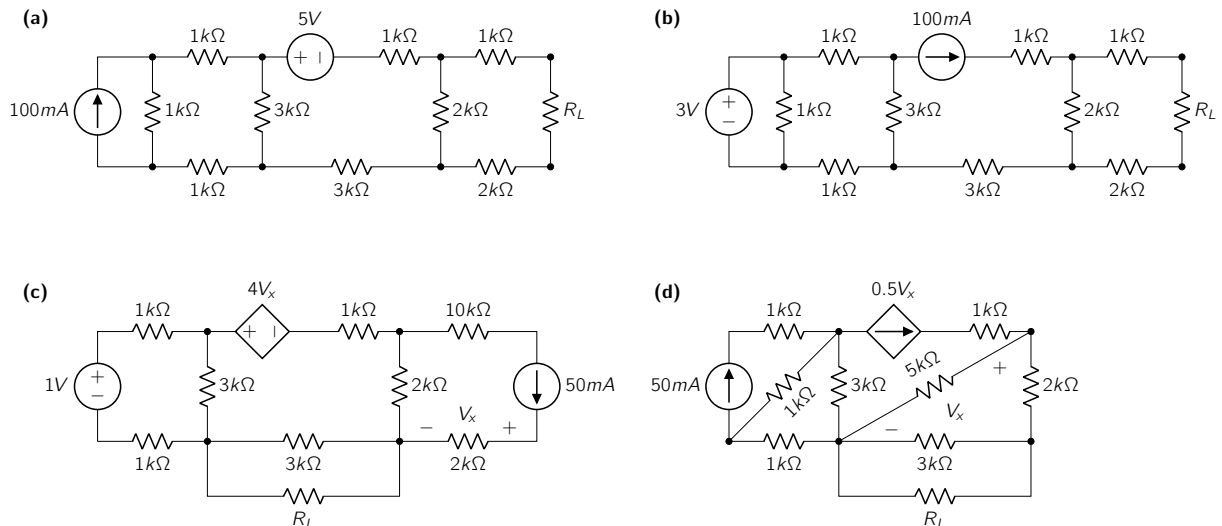 (a)
5V
1kΩ 1kΩ 1kΩ
+ −
100mA 1kΩ 3kΩ 2kΩ R_L
1kΩ 3kΩ 2kΩ
(b)
100mA
1kΩ 1kΩ 1kΩ
3V + − 1kΩ 3kΩ 2kΩ R_L
1kΩ 3kΩ 2kΩ
(c)
4V_x
1kΩ 1kΩ 10kΩ
+ −
1V + − 3kΩ 2kΩ 50mA
− V_x +
1kΩ 3kΩ 2kΩ
R_L
(d)
0.5V_x
1kΩ 1kΩ
50mA 1kΩ 3kΩ 5kΩ + 2kΩ
− V_x
1kΩ 3kΩ
R_L